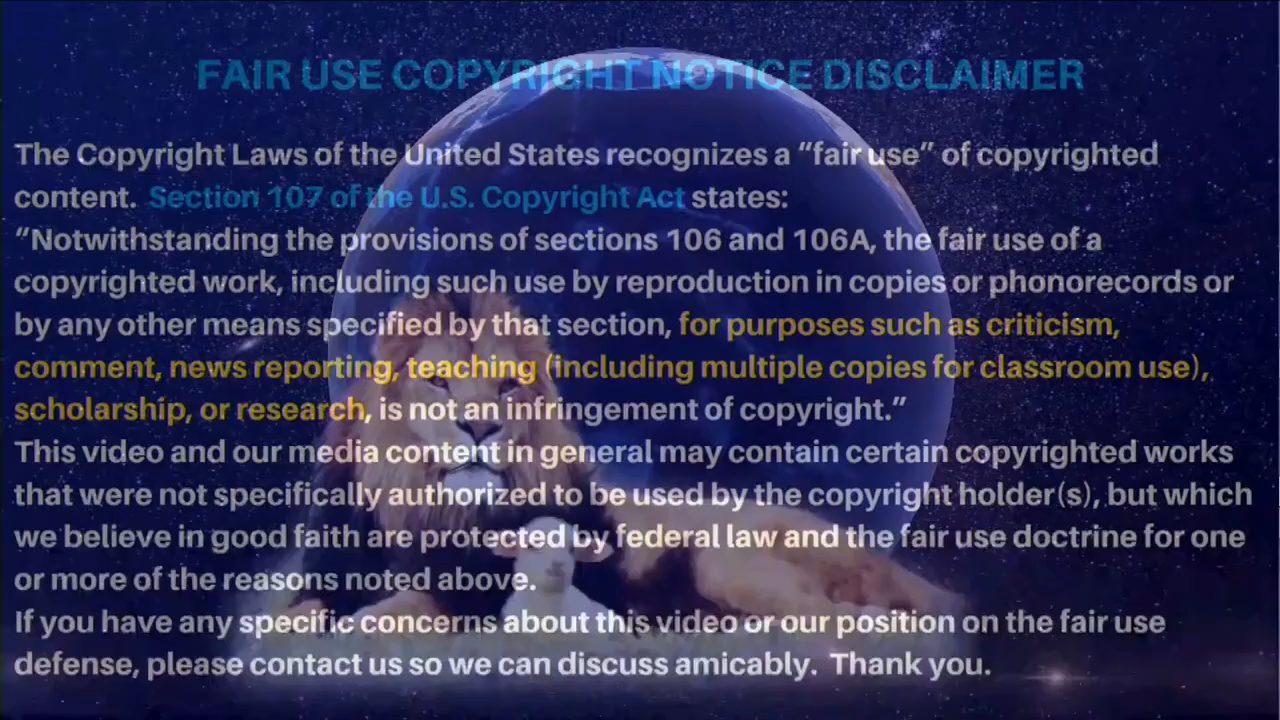 FAIR USE COPYRIGHT NOTICE DISCLAIMER
The Copyright Laws of the United States recognizes a “fair use” of copyrighted
content. Section 107 of the U.S. Copyright Act states:
“Notwithstanding the provisions of sections 106 and 106A, the fair use of a
copyrighted work, including such use by reproduction in copies or phonorecords or
by any other means specified by that section, for purposes such as criticism,
comment, news reporting, teaching (including multiple copies for classroom use),
scholarship, or research, is not an infringement of copyright.”
This video and our media content in general may contain certain copyrighted works
that were not specifically authorized to be used by the copyright holder(s), but which
we believe in good faith are protected by federal law and the fair use doctrine for one
or more of the reasons noted above.
If you have any specific concerns about this video or our position on the fair use
defense, please contact us so we can discuss amicably. Thank you.